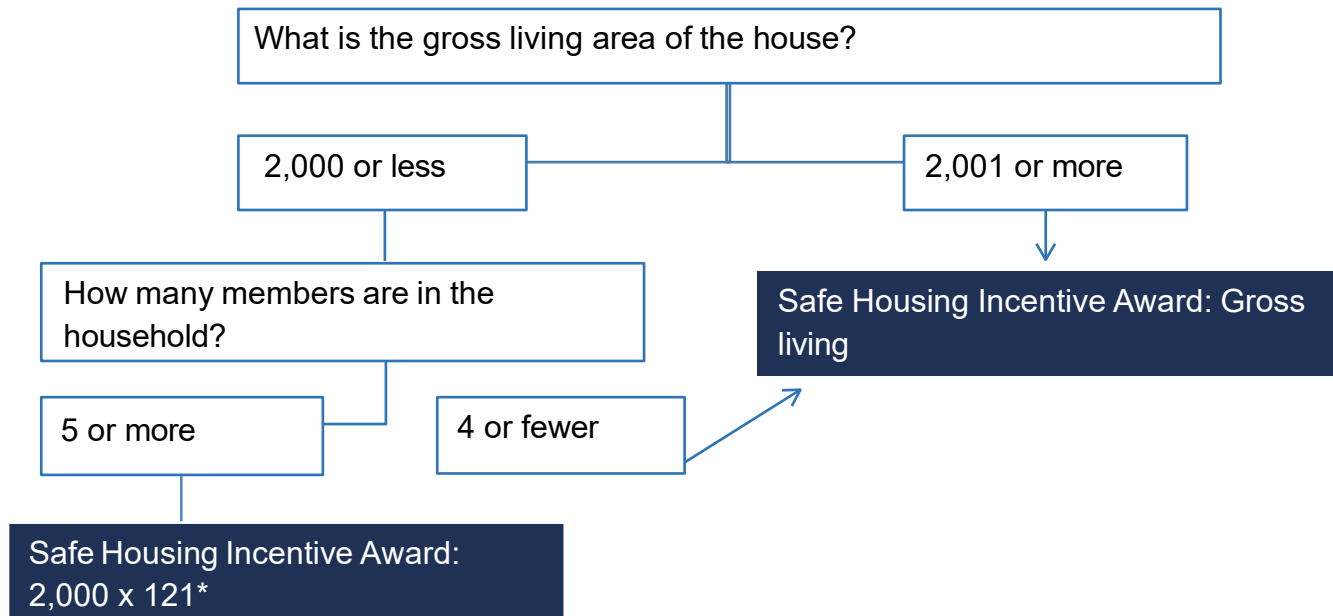 What is the gross living area of the house?
2,000 or less
2,001 or more
How many members are in the
household?
Safe Housing Incentive Award: Gross
living
5 or more
4 or fewer
Safe Housing Incentive Award:
2,000 x 121*